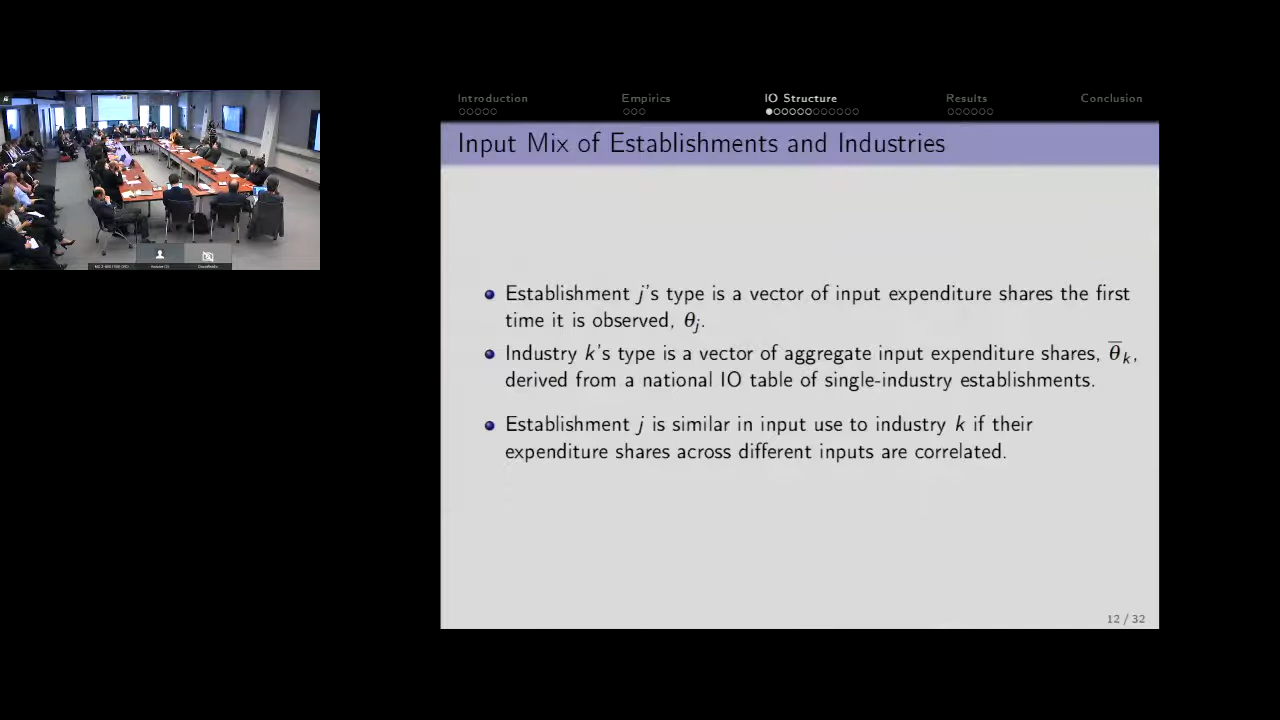 Introduction
Empirics
IO Structure
Results
Conclusion
Input Mix of Establishments and Industries
Establishment j's type is a vector of input expenditure shares the first
time it is observed, θj.
Industry k's type is a vector of aggregate input expenditure shares, θ̅k,
derived from a national IO table of single-industry establishments.
Establishment j is similar in input use to industry k if their
expenditure shares across different inputs are correlated.
12 / 32